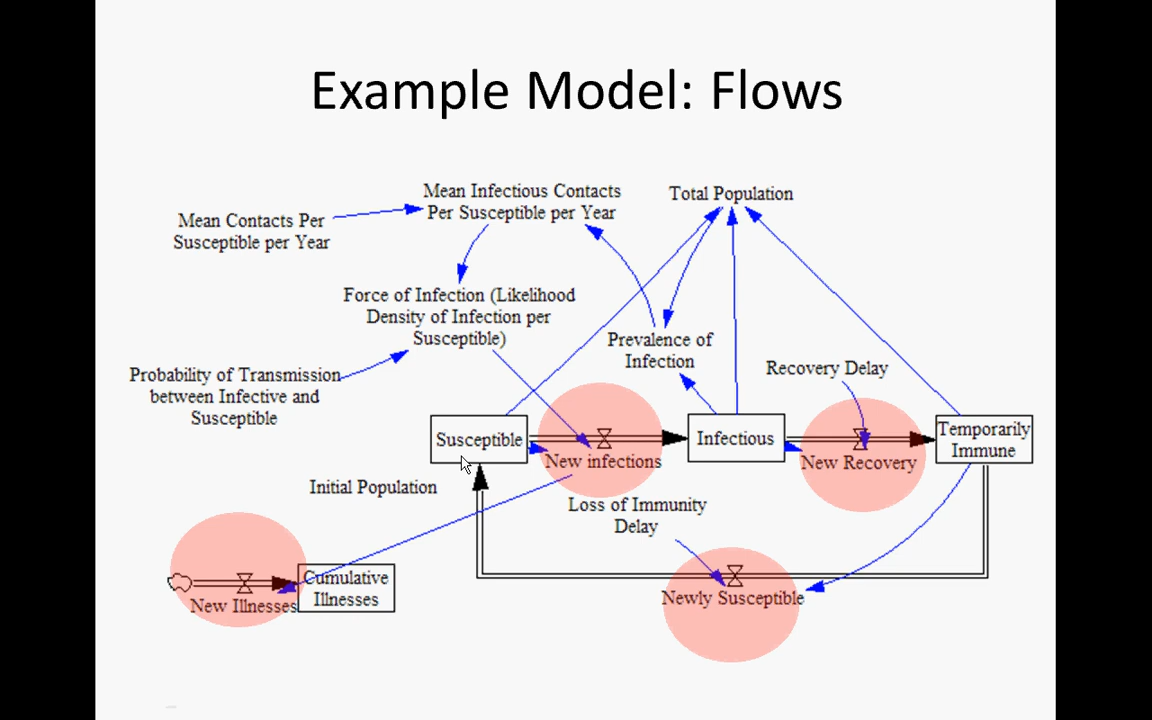 Example Model: Flows
Mean Infectious Contacts
Per Susceptible per Year
Total Population
Mean Contacts Per
Susceptible per Year
Force of Infection (Likelihood
Density of Infection per
Susceptible)
Prevalence of
Infection
Recovery Delay
Probability of Transmission
between Infective and
Susceptible
Susceptible
New infections
Infectious
New Recovery
Temporarily
Immune
Initial Population
Loss of Immunity
Delay
New Illnesses
Cumulative
Illnesses
Newly Susceptible